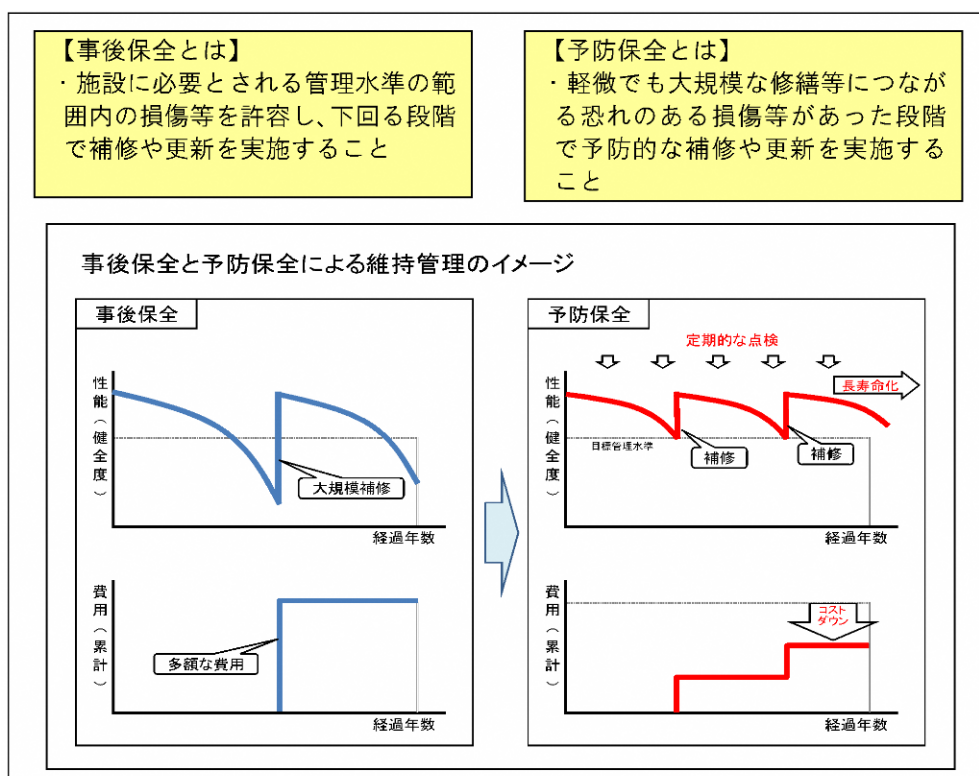 【事後保全とは】
・施設に必要とされる管理水準の範
囲内の損傷等を許容し、下回る段階
で補修や更新を実施すること
【予防保全とは】
・軽微でも大規模な修繕等につなが
る恐れのある損傷等があった段階
で予防的な補修や更新を実施する
こと
事後保全と予防保全による維持管理のイメージ
事後保全
性能(健全度)
大規模補修
経過年数
費用(累計)
多額な費用
経過年数
予防保全
定期的な点検
長寿命化
性能(健全度)
目標管理水準
補修
補修
経過年数
費用(累計)
コスト
ダウン
経過年数